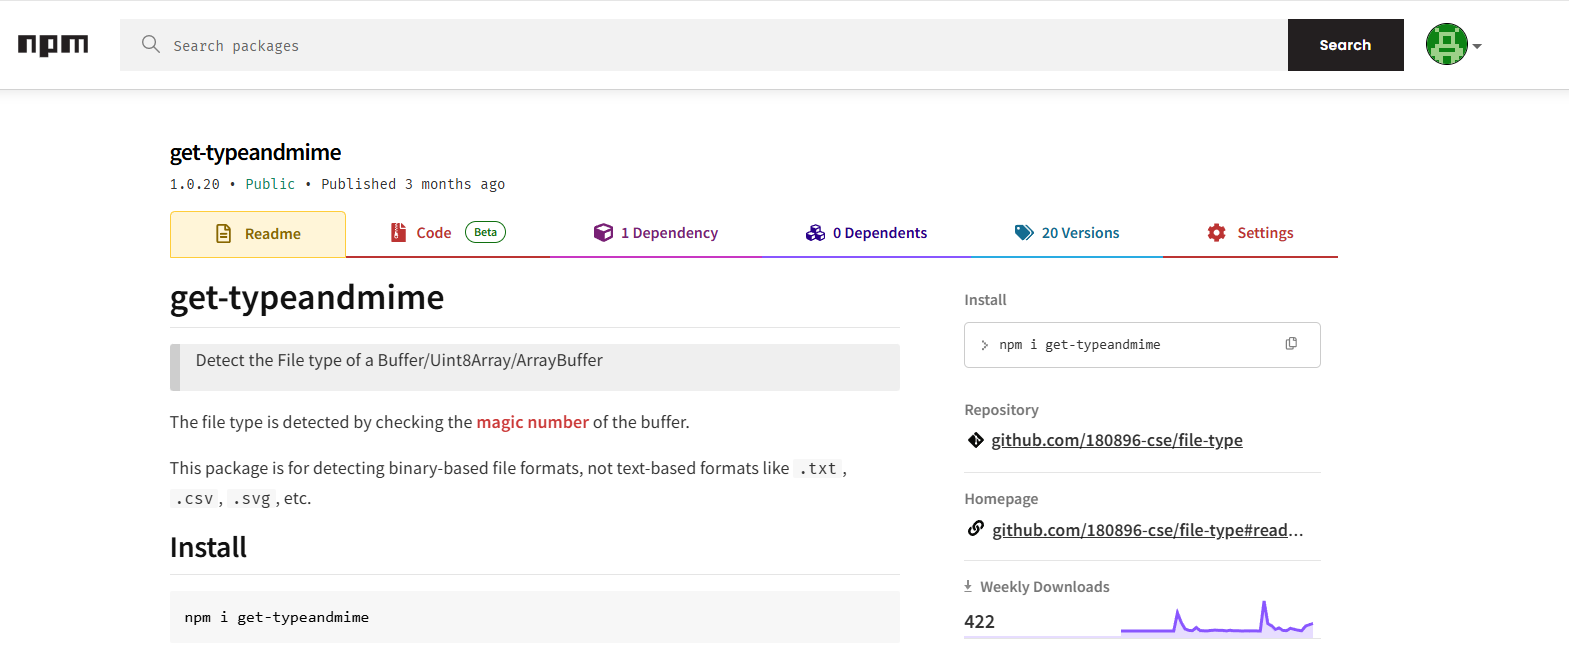 npm
Search packages
Search
get-typeandmime
1.0.20 • Public • Published 3 months ago
Readme
Code Beta
1 Dependency
0 Dependents
20 Versions
Settings
get-typeandmime
Detect the File type of a Buffer/Uint8Array/ArrayBuffer
The file type is detected by checking the magic number of the buffer.
This package is for detecting binary-based file formats, not text-based formats like .txt,
.csv, .svg, etc.
Install
npm i get-typeandmime
Install
> npm i get-typeandmime
Repository
github.com/180896-cse/file-type
Homepage
github.com/180896-cse/file-type#read...
Weekly Downloads
422